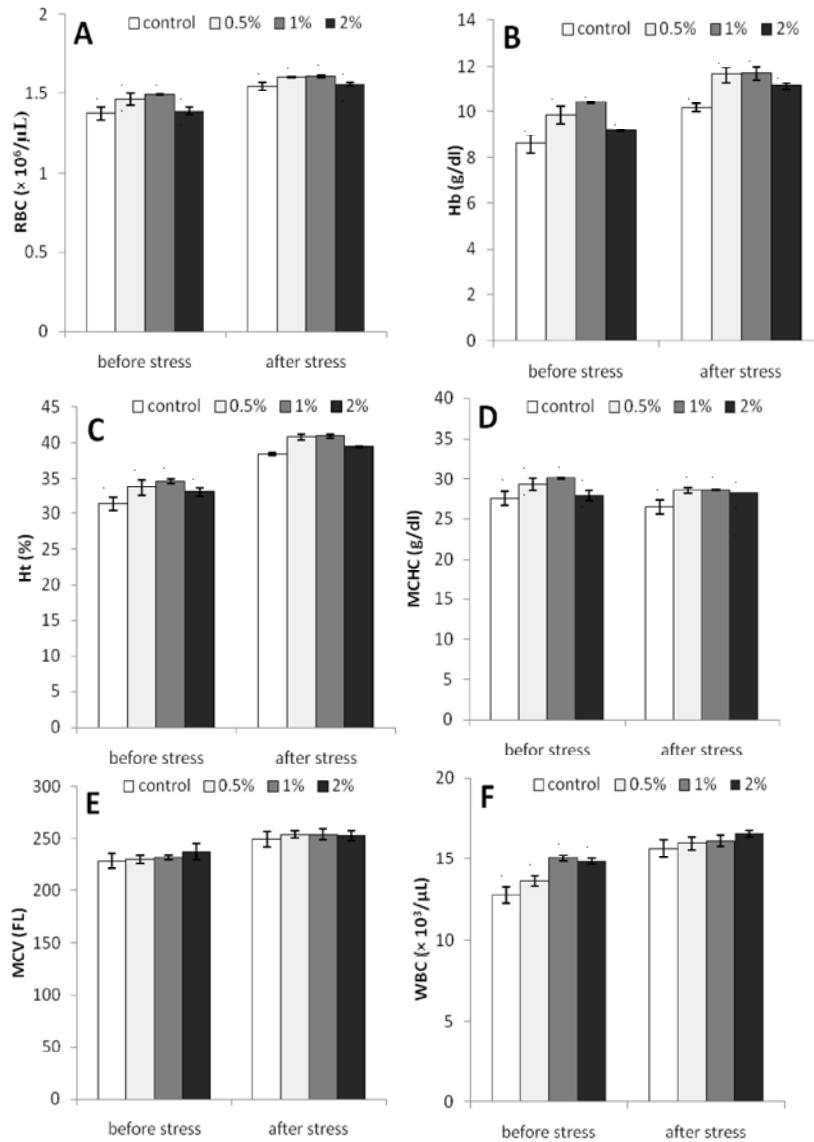 A
control 0.5% 1% 2%
RBC (× 10⁶/µL)
2
1.5
1
0.5
0
before stress after stress
B
control 0.5% 1% 2%
Hb (g/dl)
14
12
10
8
6
4
2
0
before stress after stress
C
control 0.5% 1% 2%
Ht (%)
45
40
35
30
25
20
15
10
5
0
before stress after stress
D
control 0.5% 1% 2%
MCHC (g/dl)
40
35
30
25
20
15
10
5
0
befor stress after stress
E
control 0.5% 1% 2%
MCV (FL)
300
250
200
150
100
50
0
before stress after stress
F
control 0.5% 1% 2%
WBC (× 10³/µL)
20
15
10
5
0
before stress after stress